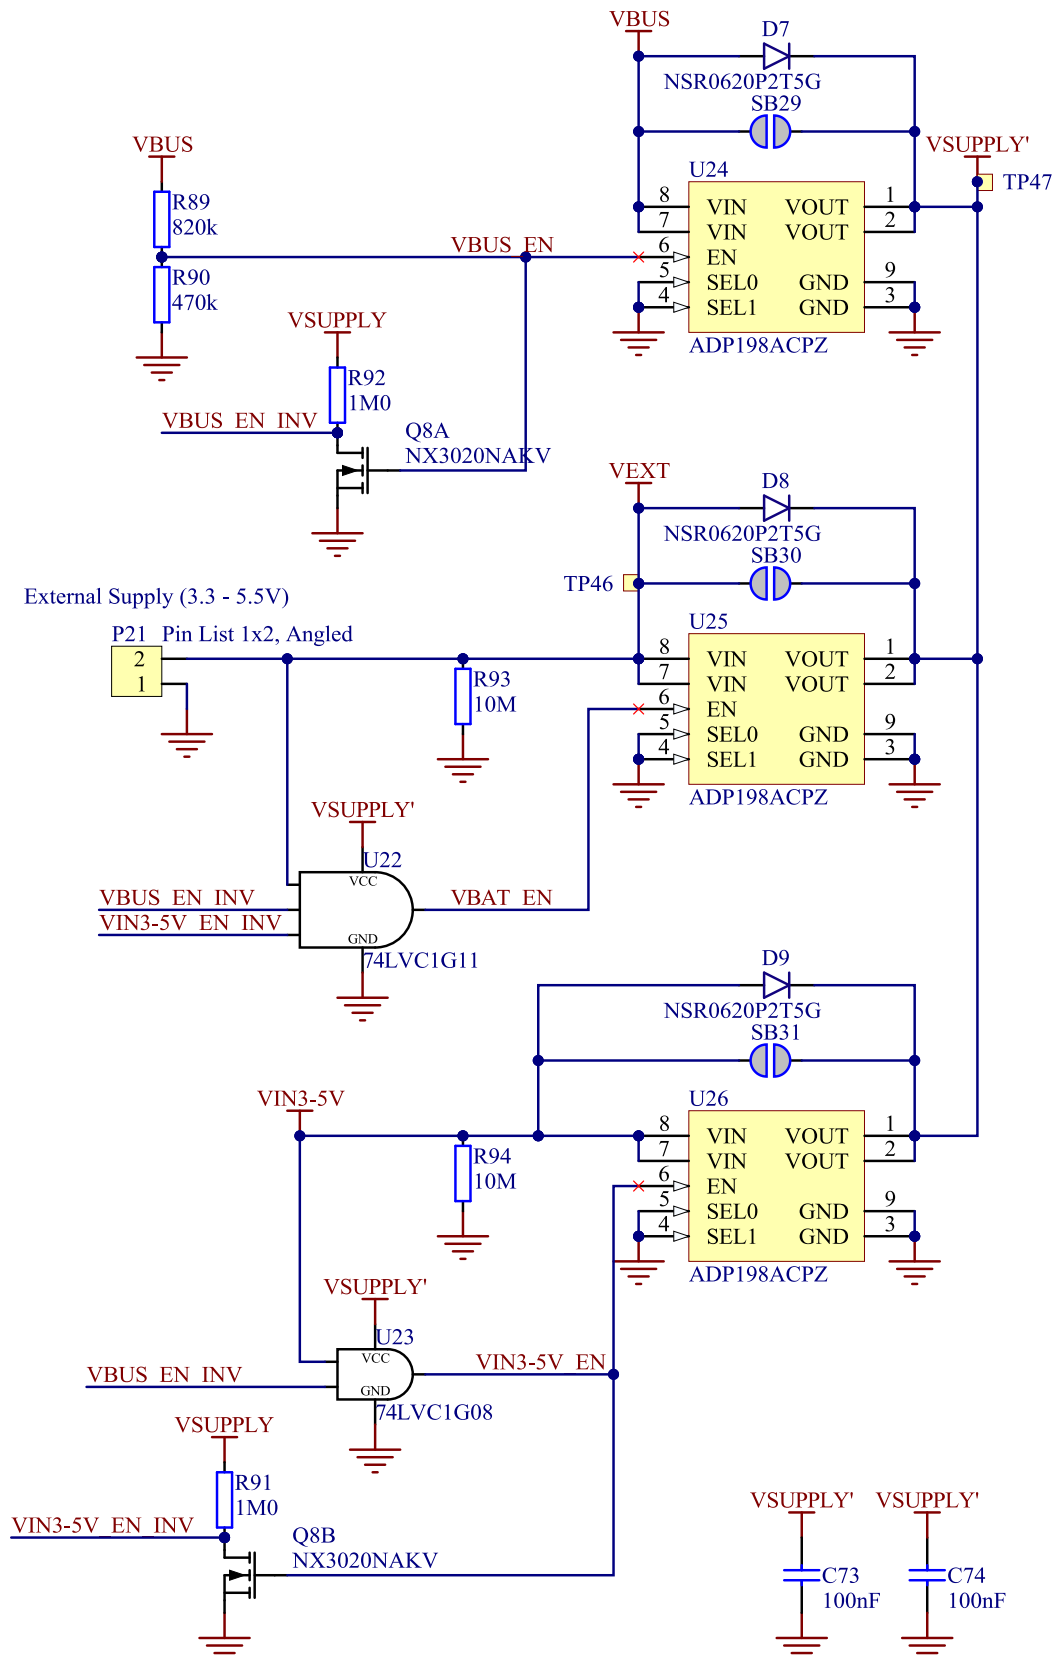 VBUS
D7
NSR0620P2T5G
SB29
VBUS
VSUPPLY'
TP47
U24
R89
820k
8 VIN VOUT 1
7 VIN VOUT 2
VBUS_EN
6 EN
5 SEL0 GND 9
4 SEL1 GND 3
ADP198ACPZ
R90
470k
VSUPPLY
R92
1M0
VBUS_EN_INV
Q8A
NX3020NAKV
VEXT
D8
NSR0620P2T5G
SB30
TP46
External Supply (3.3 - 5.5V)
P21 Pin List 1x2, Angled
2
1
U25
8 VIN VOUT 1
7 VIN VOUT 2
6 EN
5 SEL0 GND 9
4 SEL1 GND 3
ADP198ACPZ
R93
10M
VSUPPLY'
U22
VCC
VBUS_EN_INV
VIN3-5V_EN_INV
VBAT_EN
GND
74LVC1G11
D9
NSR0620P2T5G
SB31
VIN3-5V
U26
8 VIN VOUT 1
7 VIN VOUT 2
6 EN
5 SEL0 GND 9
4 SEL1 GND 3
ADP198ACPZ
R94
10M
VSUPPLY'
U23
VCC
VBUS_EN_INV
VIN3-5V_EN
GND
74LVC1G08
VSUPPLY
R91
1M0
VIN3-5V_EN_INV
Q8B
NX3020NAKV
VSUPPLY' VSUPPLY'
C73 C74
100nF 100nF